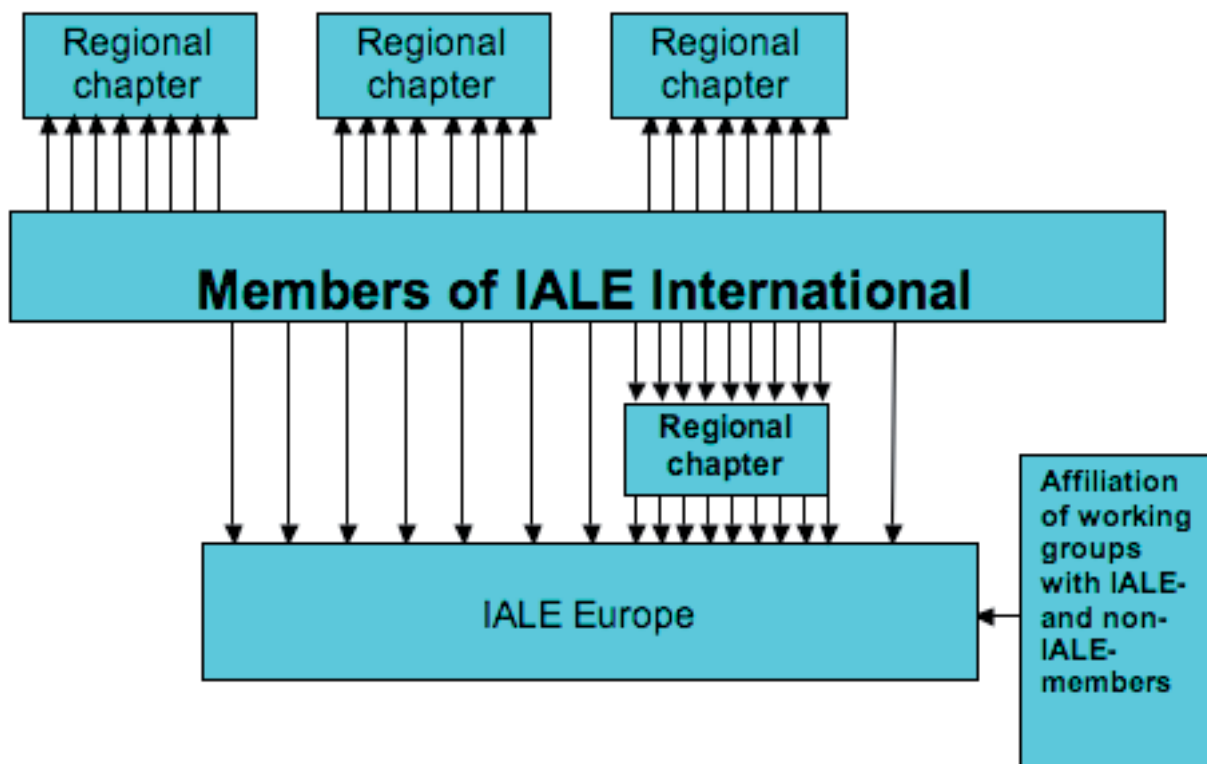 Regional
chapter
Regional
chapter
Regional
chapter
Members of IALE International
Regional
chapter
Affiliation
of working
groups
with IALE-
and non-
IALE-
members
IALE Europe